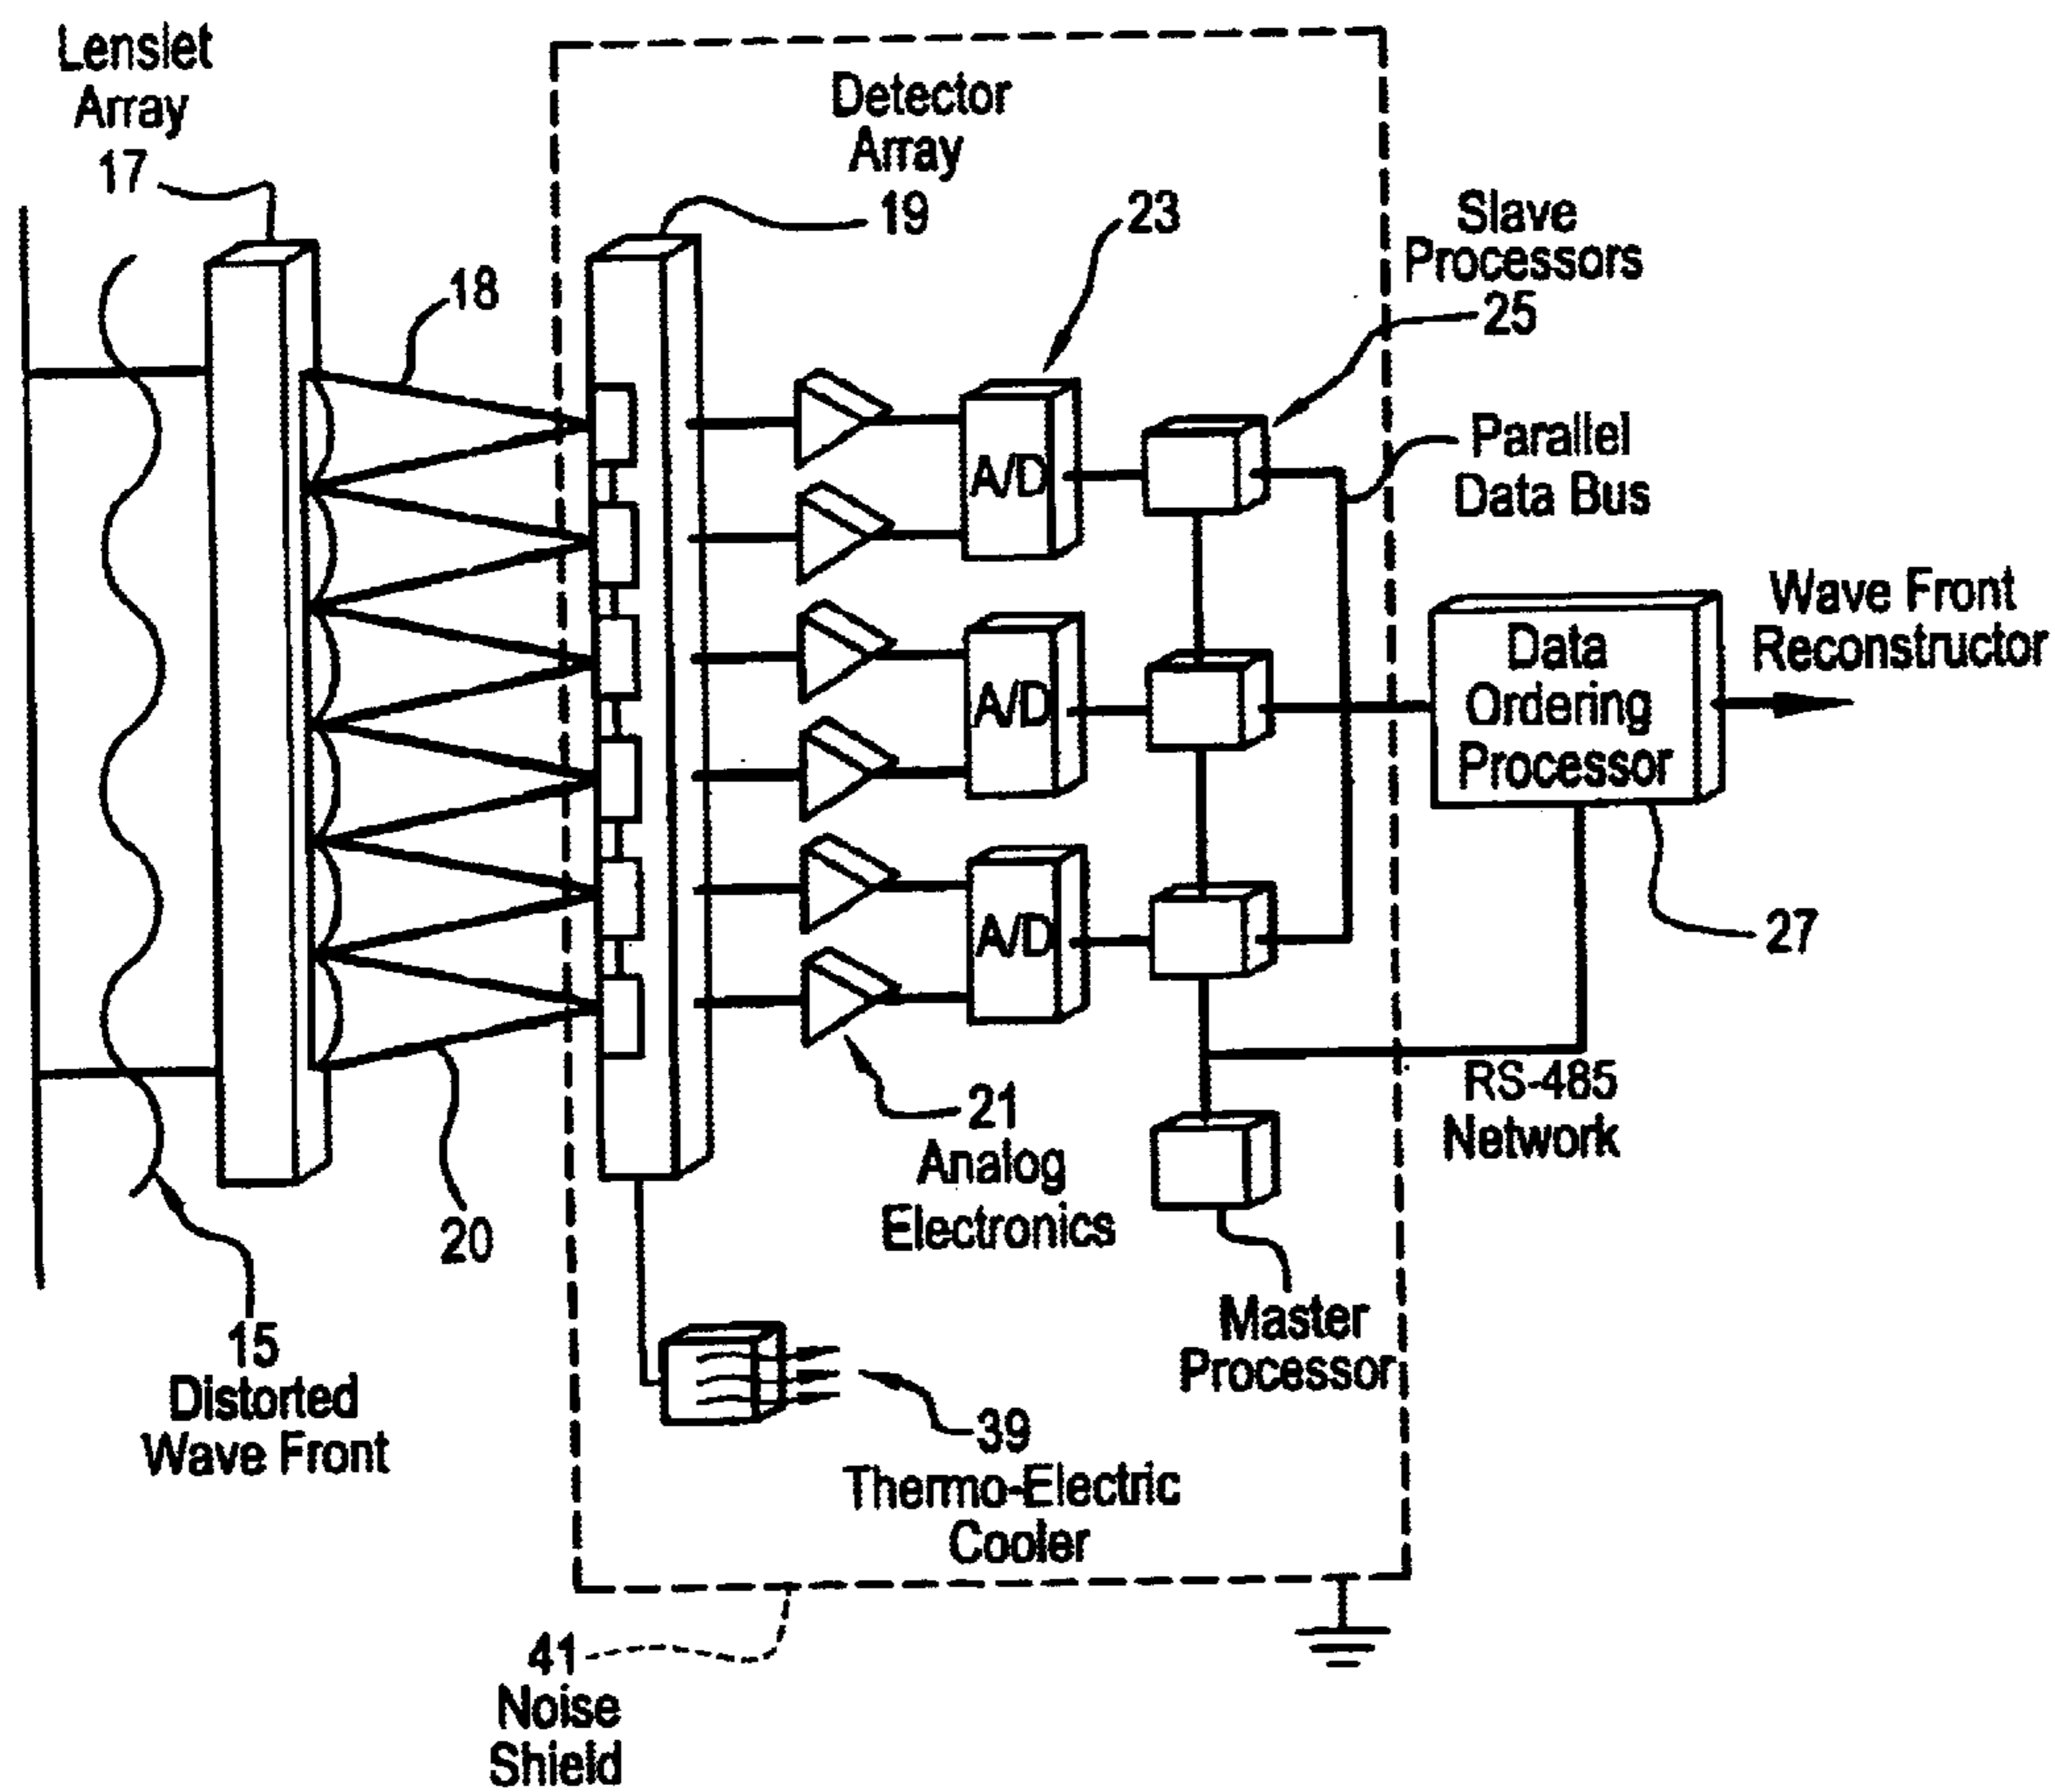 Lenslet
Array
17
Detector
Array
19
23
Slave
Processors
25
18
Parallel
Data Bus
A/D
A/D
A/D
Data
Ordering
Processor
Wave Front
Reconstructor
27
RS-485
Network
21
Analog
Electronics
20
15
Distorted
Wave Front
Master
Processor
39
Thermo-Electric
Cooler
41
Noise
Shield